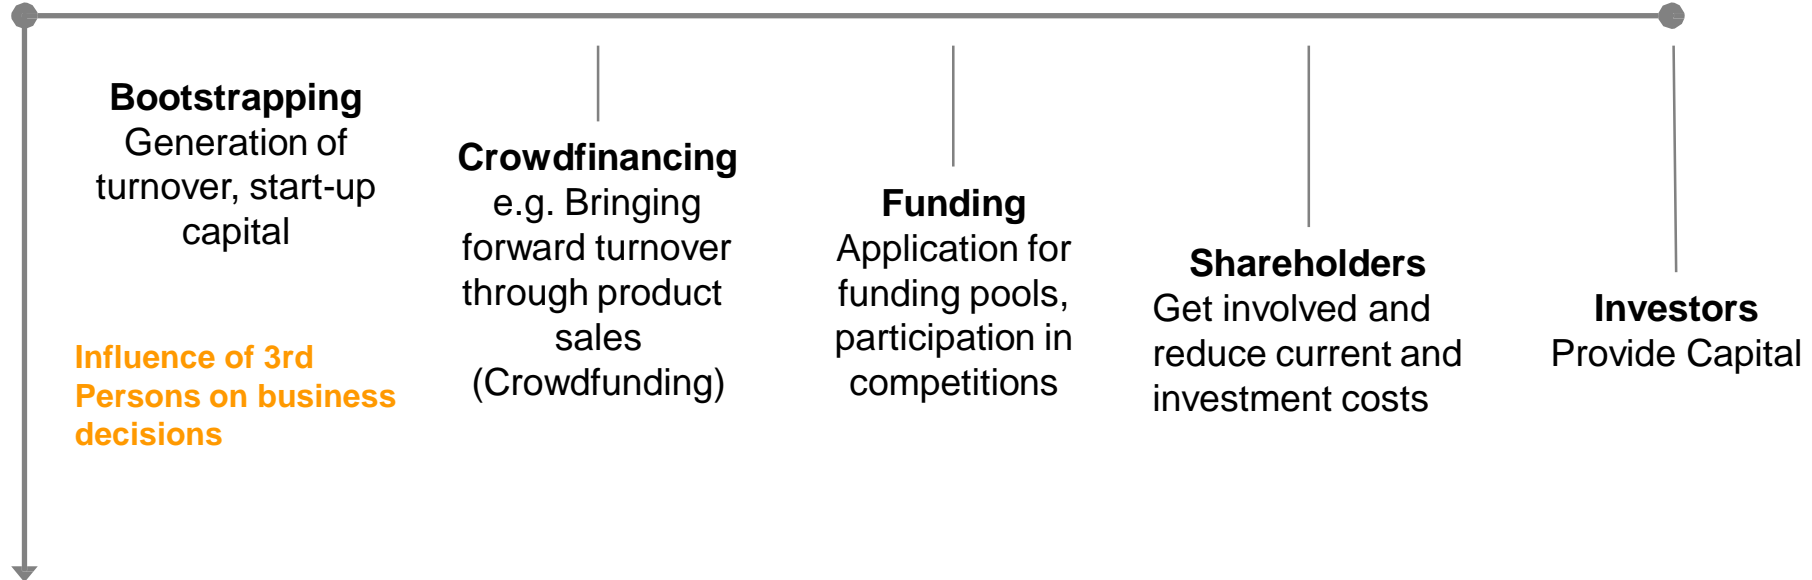 Bootstrapping
Generation of
turnover, start-up
capital
Influence of 3rd
Persons on business
decisions
Crowdfinancing
e.g. Bringing
forward turnover
through product
sales
(Crowdfunding)
Funding
Application for
funding pools,
participation in
competitions
Shareholders
Get involved and
reduce current and
investment costs
Investors
Provide Capital